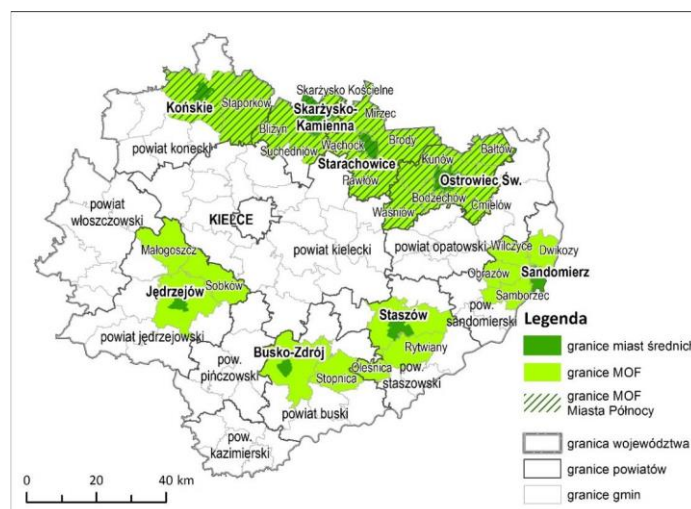 Skarżysko Kościelne
Końskie
Stąporków
Skarżysko-
Kamienna
Mirzec
Bliżyn
Suchedniów
Wąchock
Brody
Bałtów
powiat konecki
Starachowice
Kunów
Pawłów
Ostrowiec Św.
Bodzechów
Waśniów
Ćmielów
powiat
włoszczowski
KIELCE
powiat kielecki
powiat opatowski
Wilczyce
Dwikozy
Małogoszcz
Obrazów
Sandomierz
Jędrzejów
Sobków
Samborzec
Staszów
pow.
sandomierski
powiat jędrzejowski
Rytwiany
Busko-Zdrój
pow.
pińczowski
Oleśnica
Stopnica
pow.
staszowski
powiat buski
pow.
kazimierski
Legenda
granice miast średnich
granice MOF
granice MOF
Miasta Północy
granica województwa
granice powiatów
granice gmin
0 10 20 40 km